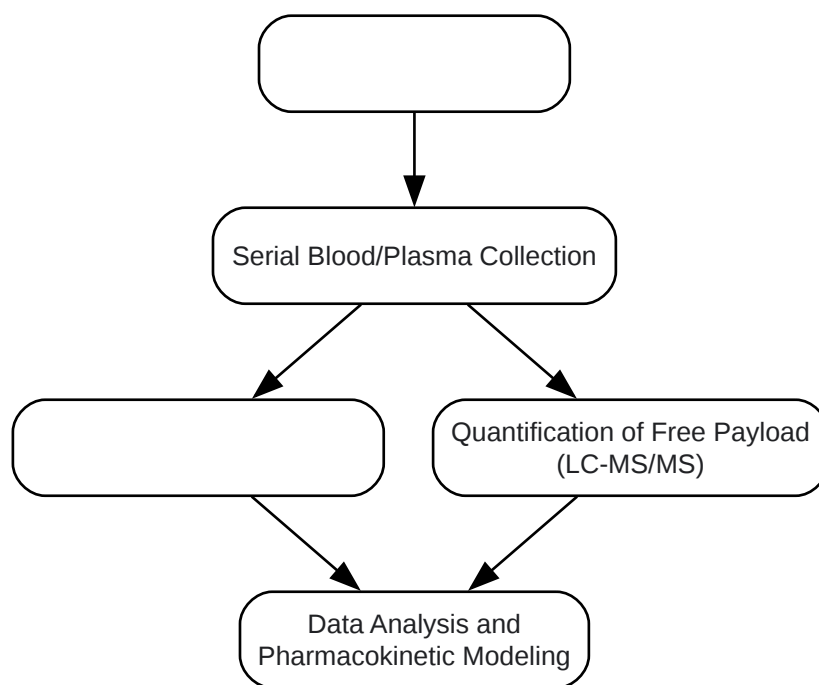 Serial Blood/Plasma Collection
Quantification of Free Payload
(LC-MS/MS)
Data Analysis and
Pharmacokinetic Modeling